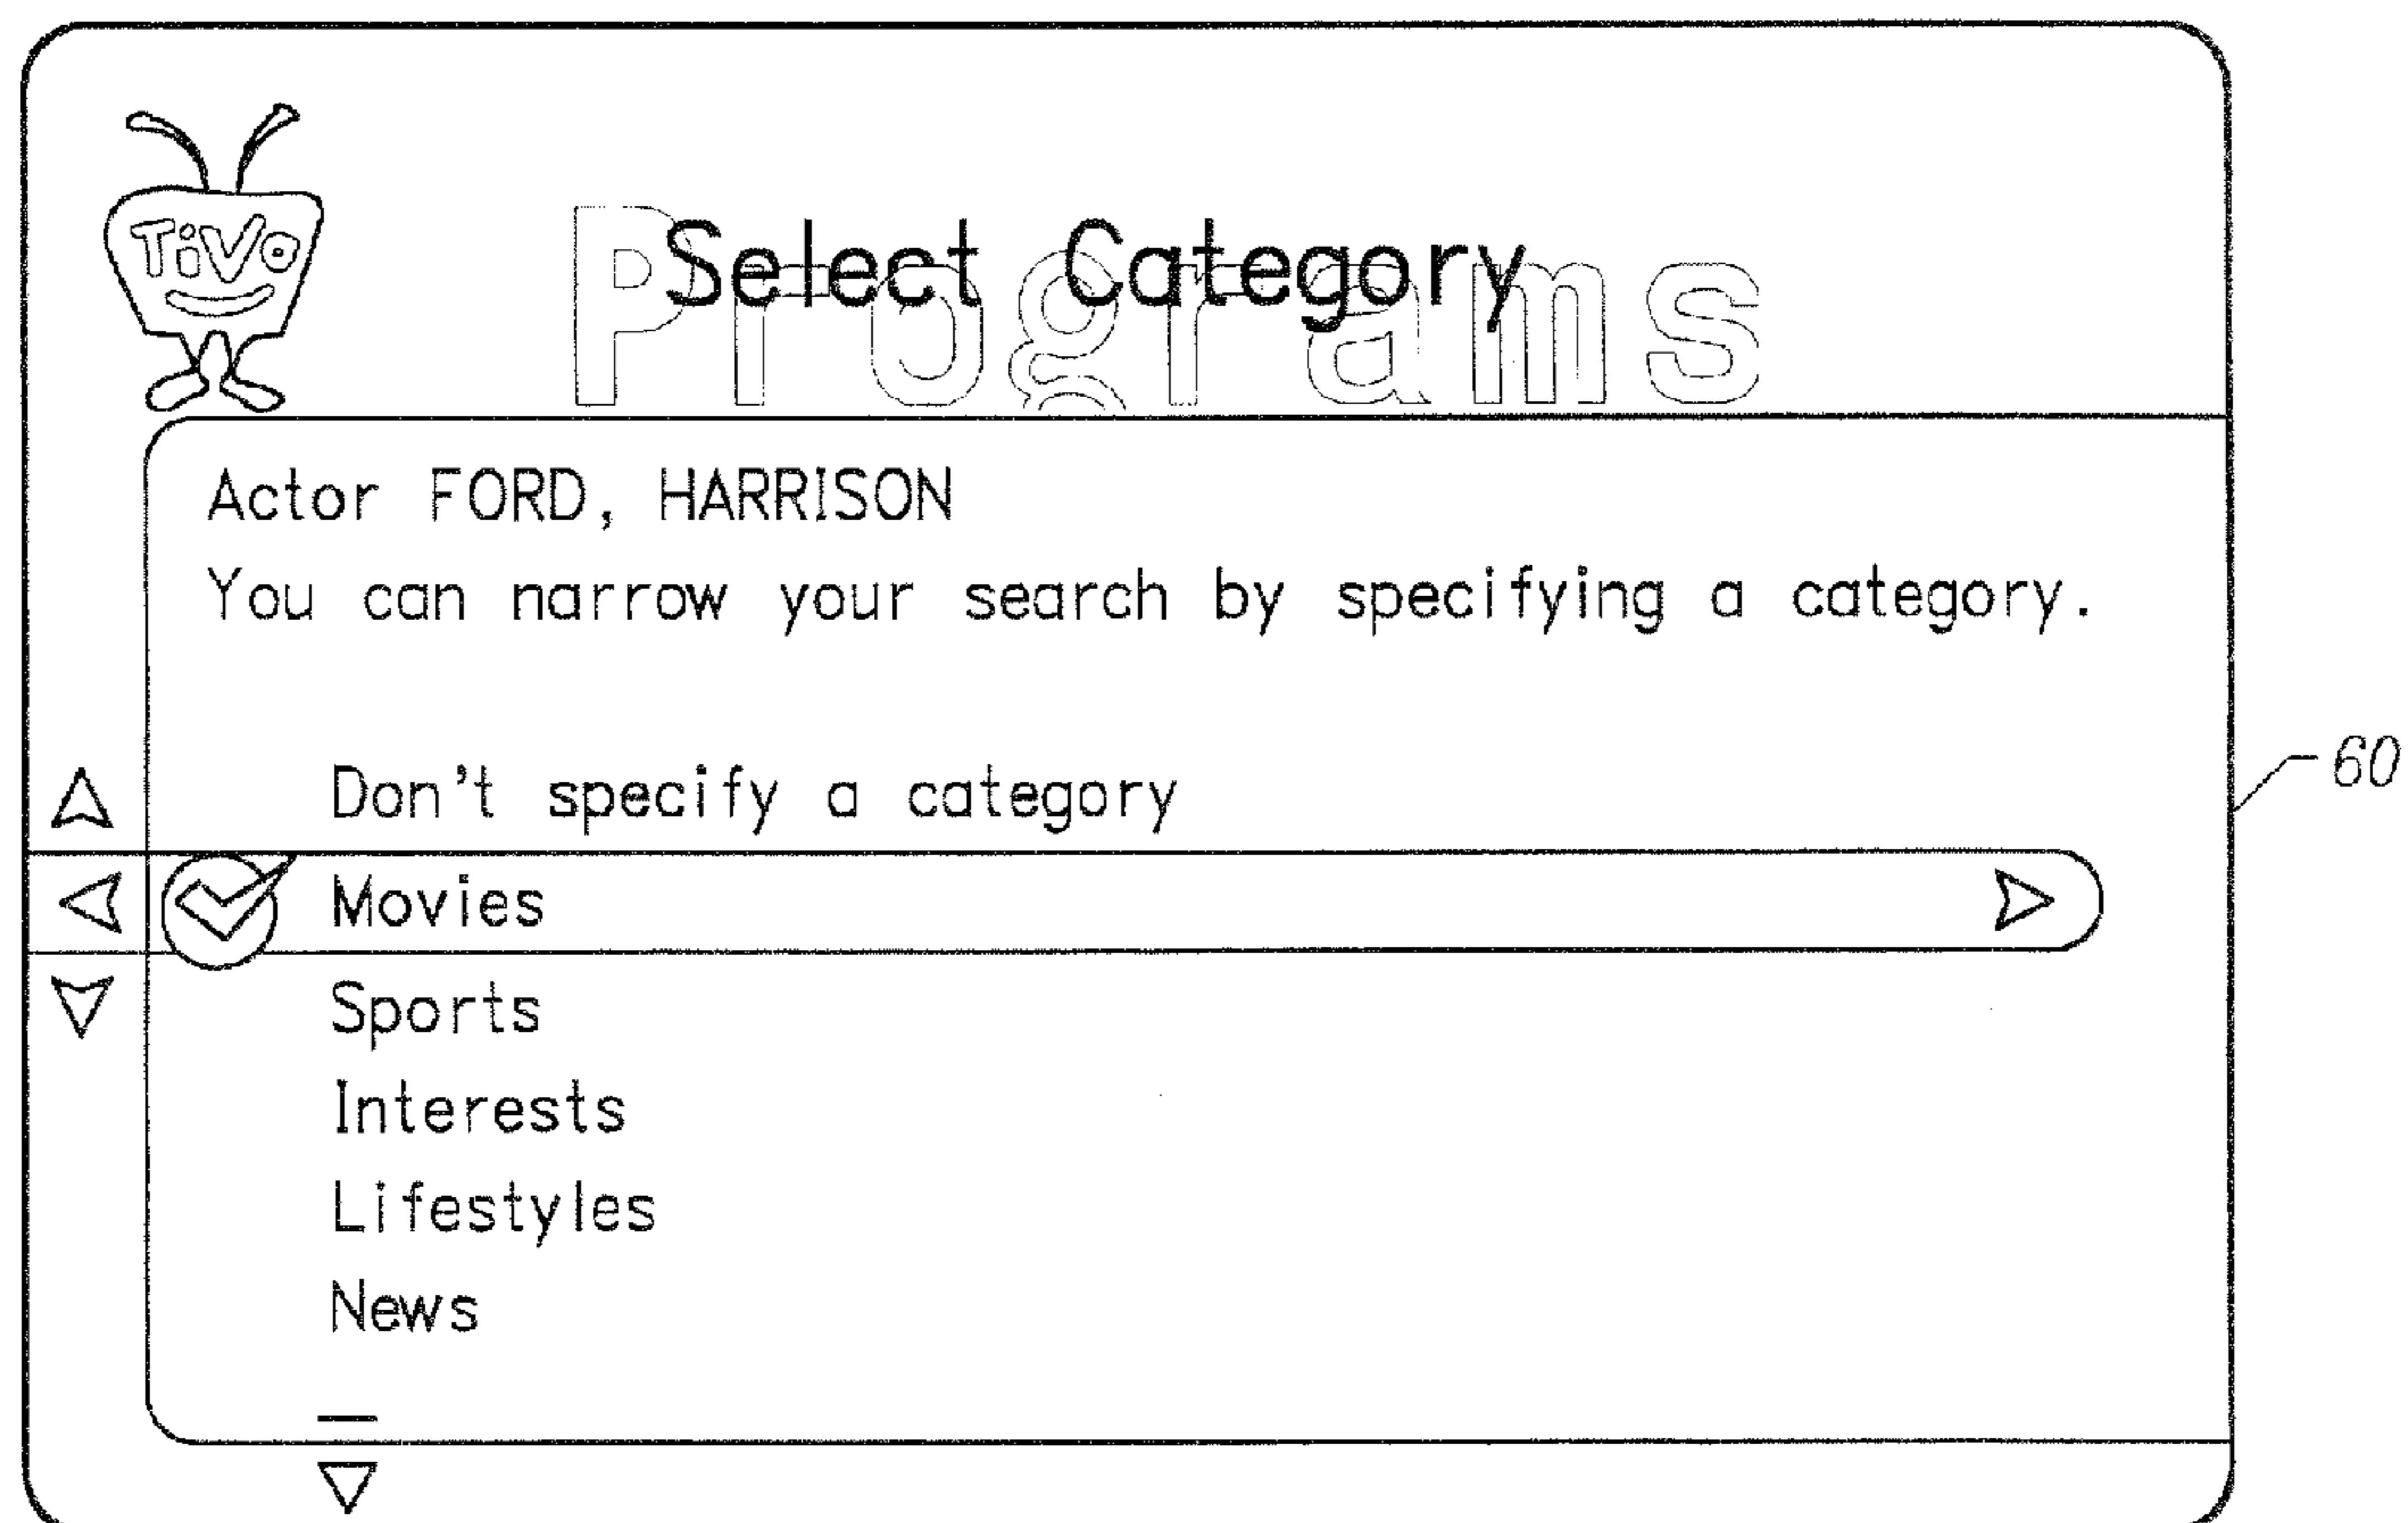 TiVo
Select Category
Programs
Actor FORD, HARRISON
You can narrow your search by specifying a category.
Don't specify a category
60
Movies
Sports
Interests
Lifestyles
News